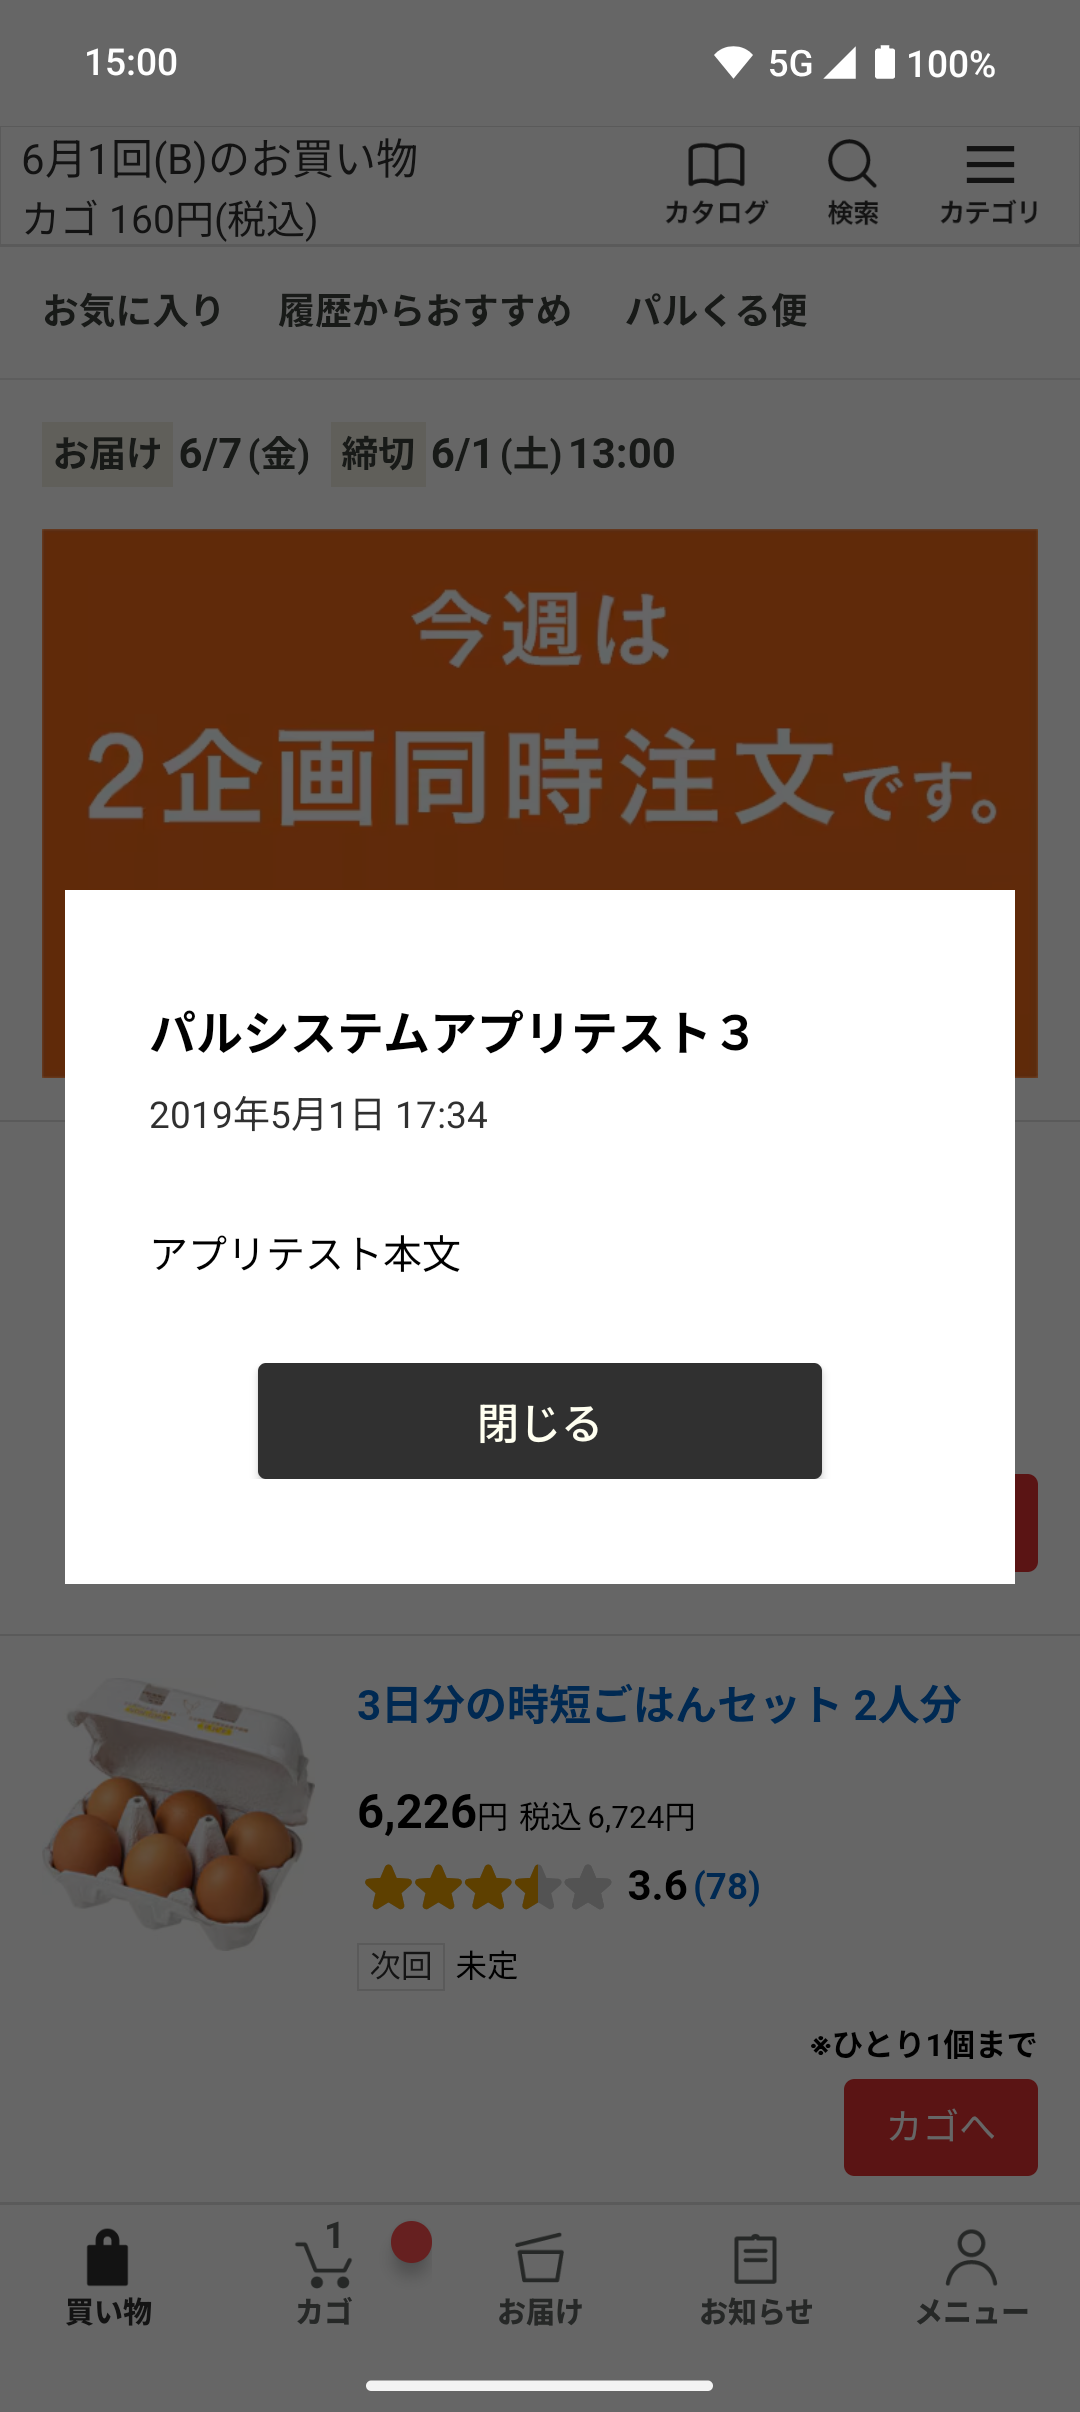 15:00 5G 100%
6月1回(B)のお買い物
カゴ 160円(税込)
カタログ 検索 カテゴリ
お気に入り 履歴からおすすめ パルくる便
お届け 6/7(金) 締切 6/1(土)13:00
今週は
2企画同時注文です。
パルシステムアプリテスト3
2019年5月1日 17:34
アプリテスト本文
閉じる
3日分の時短ごはんセット 2人分
6,226円 税込6,724円
3.6(78)
次回 未定
※ひとり1個まで
カゴへ
1
買い物 カゴ お届け お知らせ メニュー